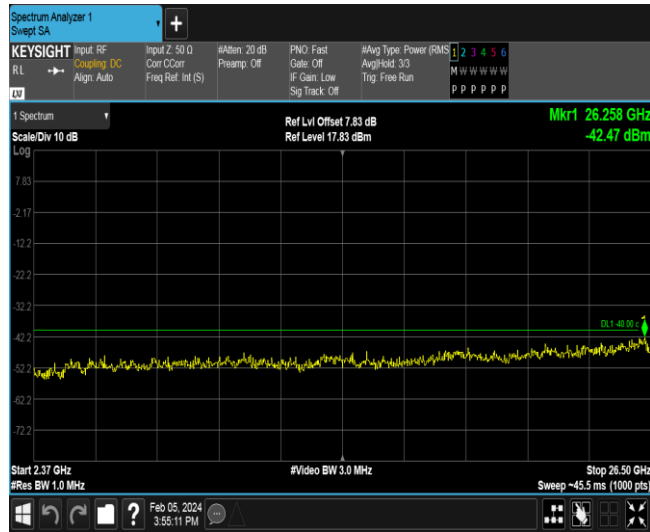 Spectrum Analyzer 1
Swept SA
+
KEYSIGHT
RL
LXI
Input: RF
Coupling: DC
Align: Auto
Input Z: 50 Ω
Corr CCorr
Freq Ref: Int (S)
#Atten: 20 dB
Preamp: Off
PNO: Fast
Gate: Off
IF Gain: Low
Sig Track: Off
#Avg Type: Power (RMS
Avg|Hold: 3/3
Trig: Free Run
1 2 3 4 5 6
M W W W W W
P P P P P P
1 Spectrum
Scale/Div 10 dB
Log
Ref Lvl Offset 7.83 dB
Ref Level 17.83 dBm
Mkr1 26.258 GHz
-42.47 dBm
7.83
-2.17
-12.2
-22.2
-32.2
DL1 -40.00 c
1
-42.2
-52.2
-62.2
-72.2
Start 2.37 GHz
#Res BW 1.0 MHz
#Video BW 3.0 MHz
Stop 26.50 GHz
Sweep ~45.5 ms (1000 pts)
?
Feb 05, 2024
3:55:11 PM